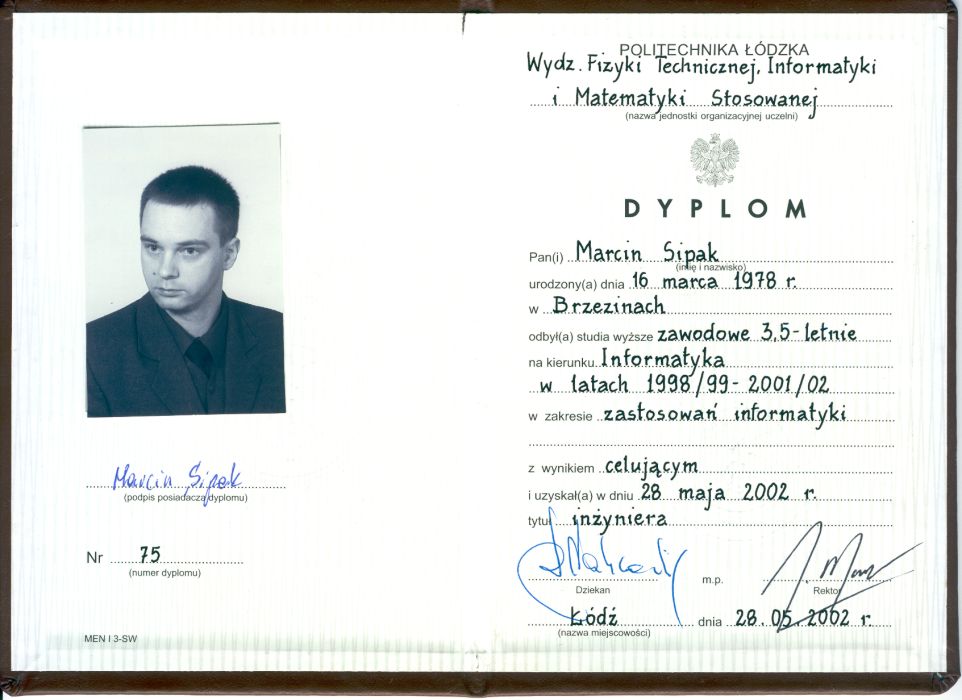 Marcin Sipak
(podpis posiadacza dyplomu)
Nr 75
(numer dyplomu)
MEN I 3-SW
POLITECHNIKA ŁÓDZKA
Wydz. Fizyki Technicznej, Informatyki
i Matematyki Stosowanej
(nazwa jednostki organizacyjnej uczelni)
DYPLOM
Pan(i) Marcin Sipak
(imię i nazwisko)
urodzony(a) dnia 16 marca 1978 r.
w Brzezinach
odbył(a) studia wyższe zawodowe 3,5-letnie
na kierunku Informatyka
w latach 1998/99-2001/02
w zakresie zastosowań informatyki
z wynikiem celującym
i uzyskał(a) w dniu 28 maja 2002 r.
tytuł inżyniera
Dziekan
m.p.
Rektor
Łódź dnia 28.05.2002 r.
(nazwa miejscowości)